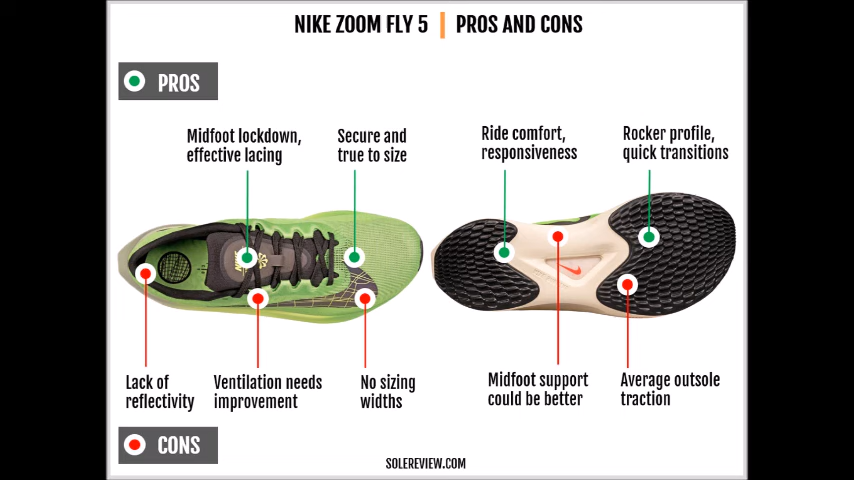 NIKE ZOOM FLY 5 | PROS AND CONS
PROS
Midfoot lockdown,
effective lacing
Secure and
true to size
Ride comfort,
responsiveness
Rocker profile,
quick transitions
Lack of
reflectivity
Ventilation needs
improvement
No sizing
widths
Midfoot support
could be better
Average outsole
traction
CONS
SOLEREVIEW.COM